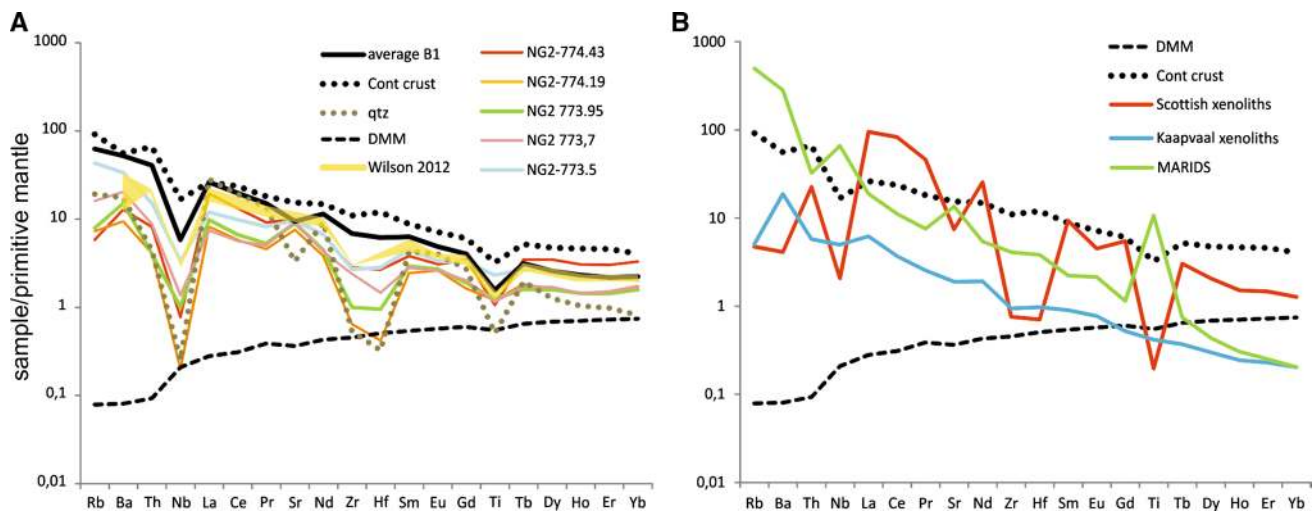 A
sample/primitive mantle
1000
100
10
1
0,1
0,01
average B1
Cont crust
qtz
DMM
Wilson 2012
NG2-774.43
NG2-774.19
NG2 773.95
NG2 773,7
NG2-773.5
Rb Ba Th Nb La Ce Pr Sr Nd Zr Hf Sm Eu Gd Ti Tb Dy Ho Er Yb
B
1000
100
10
1
0,1
0,01
DMM
Cont crust
Scottish xenoliths
Kaapvaal xenoliths
MARIDS
Rb Ba Th Nb La Ce Pr Sr Nd Zr Hf Sm Eu Gd Ti Tb Dy Ho Er Yb